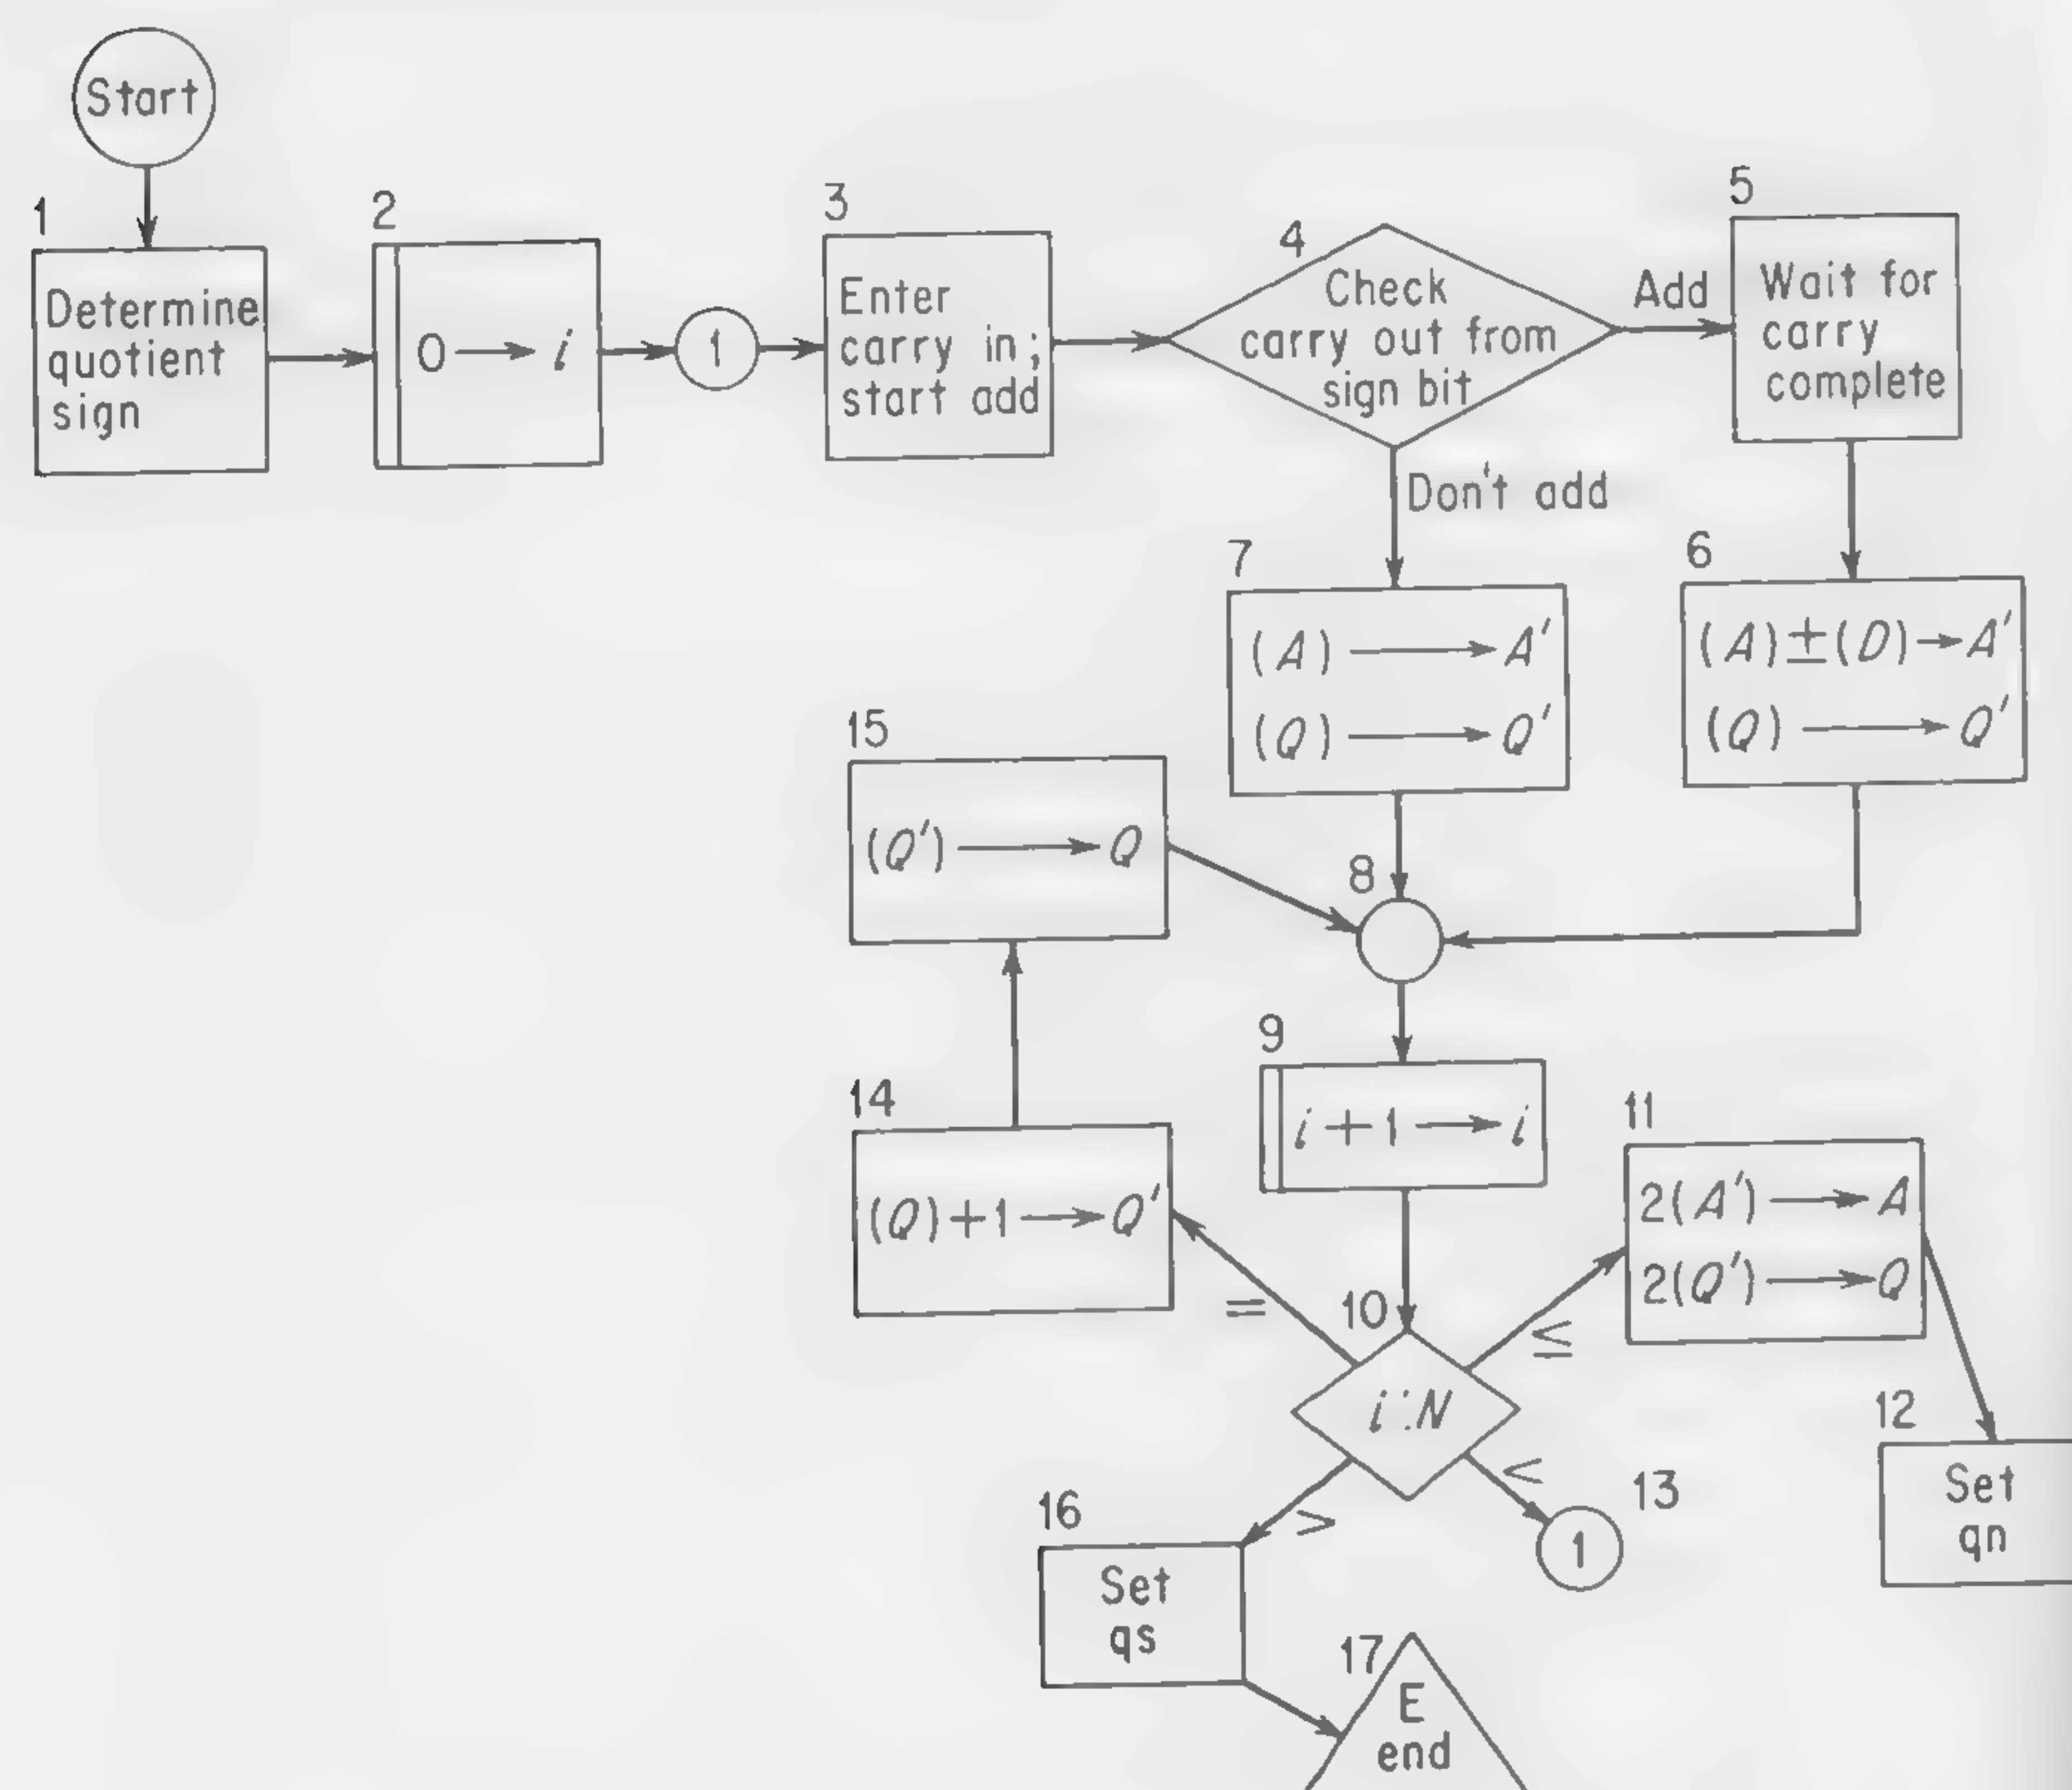 Start
1
Determine
quotient
sign
2
0 → i
1
3
Enter
carry in;
start add
4
Check
carry out from
sign bit
Add
5
Wait for
carry
complete
Don't add
6
(A) ± (D) → A'
(Q) → Q'
7
(A) → A'
(Q) → Q'
15
(Q') → Q
8
9
i + 1 → i
14
(Q) + 1 → Q'
11
2(A') → A
2(Q') → Q
=
10
≤
i:N
12
Set
qn
<
13
1
>
16
Set
qs
17
E
end